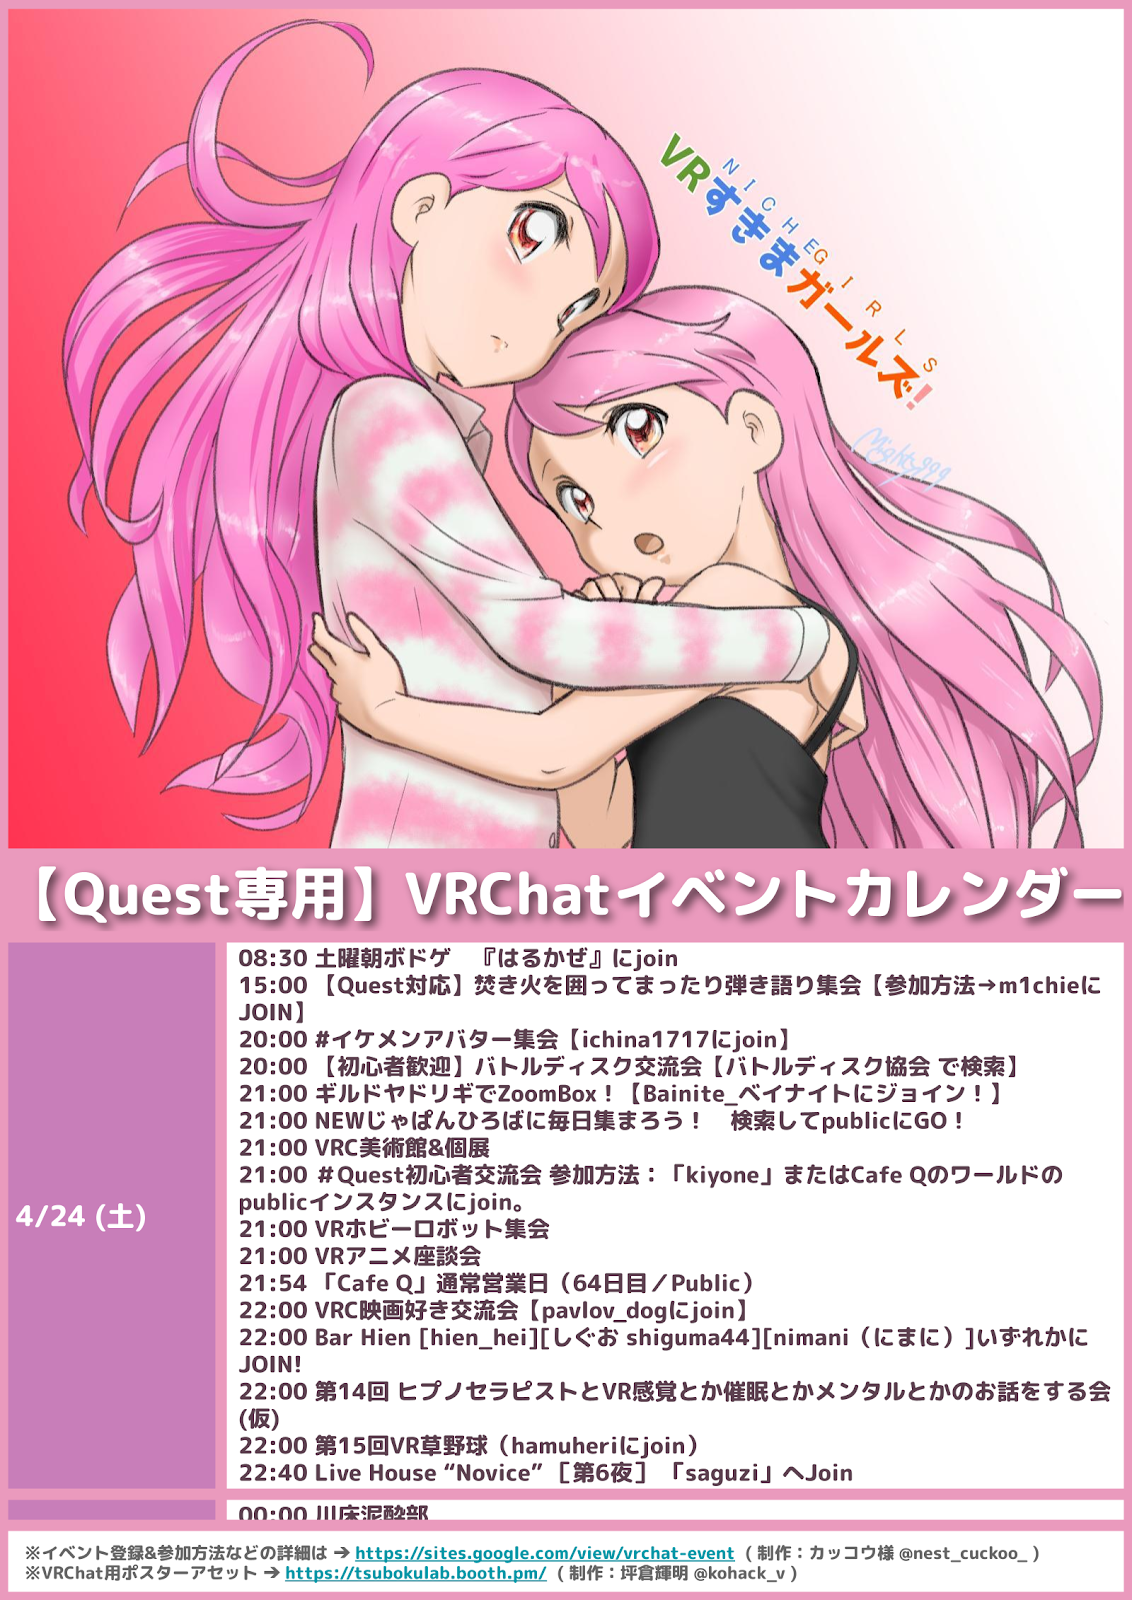 NICHE GIRLS
VRすきまガールズ!
Mighty999
【Quest専用】VRChatイベントカレンダー
4/24 (土)
08:30 土曜朝ボドゲ　『はるかぜ』にjoin
15:00 【Quest対応】焚き火を囲ってまったり弾き語り集会【参加方法→m1chieに
JOIN】
20:00 #イケメンアバター集会【ichina1717にjoin】
20:00 【初心者歓迎】バトルディスク交流会【バトルディスク協会 で検索】
21:00 ギルドヤドリギでZoomBox！【Bainite_ベイナイトにジョイン！】
21:00 NEWじゃぱんひろばに毎日集まろう！　検索してpublicにGO！
21:00 VRC美術館&個展
21:00 ＃Quest初心者交流会 参加方法：「kiyone」またはCafe Qのワールドの
publicインスタンスにjoin。
21:00 VRホビーロボット集会
21:00 VRアニメ座談会
21:54 「Cafe Q」通常営業日（64日目／Public）
22:00 VRC映画好き交流会【pavlov_dogにjoin】
22:00 Bar Hien [hien_hei][しぐお shiguma44][nimani（にまに）]いずれかに
JOIN!
22:00 第14回 ヒプノセラピストとVR感覚とか催眠とかメンタルとかのお話をする会
(仮)
22:00 第15回VR草野球（hamuheriにjoin）
22:40 Live House “Novice” ［第6夜］ 「saguzi」へJoin
00:00 川床泥酔部
※イベント登録&参加方法などの詳細は ➔ https://sites.google.com/view/vrchat-event （制作：カッコウ様 @nest_cuckoo_ ）
※VRChat用ポスターアセット ➔ https://tsubokulab.booth.pm/ （制作：坪倉輝明 @kohack_v ）